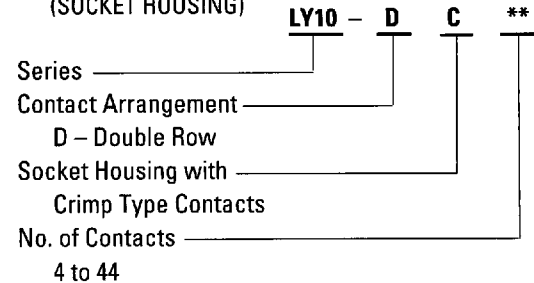 (SOCKET HOUSING)
LY10 – D C **
Series
Contact Arrangement
D – Double Row
Socket Housing with
Crimp Type Contacts
No. of Contacts
4 to 44